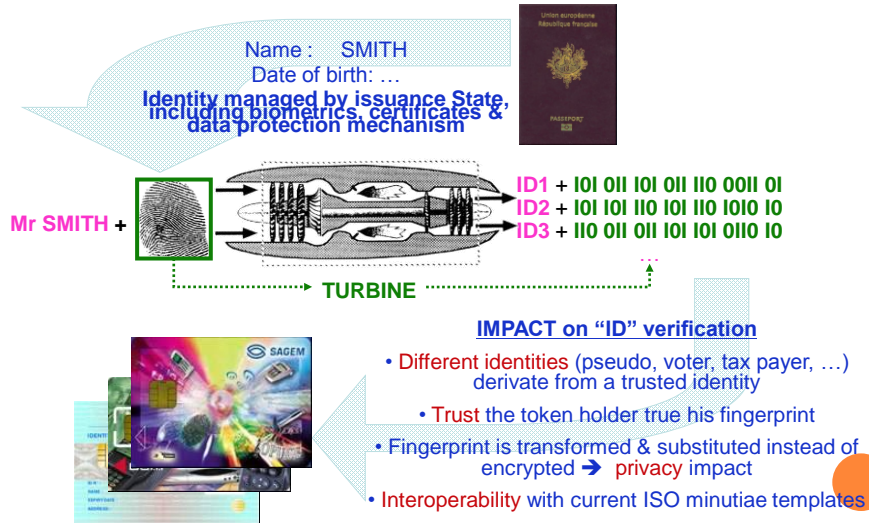 Union européenne
République française
PASSEPORT
Name : SMITH
Date of birth: …
Identity managed by issuance State,
including biometrics, certificates &
data protection mechanism
Mr SMITH +
ID1 + I0I 0II I0I 0II II0 00II 0I
ID2 + I0I I0I II0 I0I II0 I0I0 I0
ID3 + II0 0II 0II I0I I0I 0II0 I0
…
TURBINE
IMPACT on “ID” verification
• Different identities (pseudo, voter, tax payer, …)
derivate from a trusted identity
• Trust the token holder true his fingerprint
• Fingerprint is transformed & substituted instead of
encrypted ➔ privacy impact
• Interoperability with current ISO minutiae templates
SAGEM
IDENTI
NAME
ADDRESS